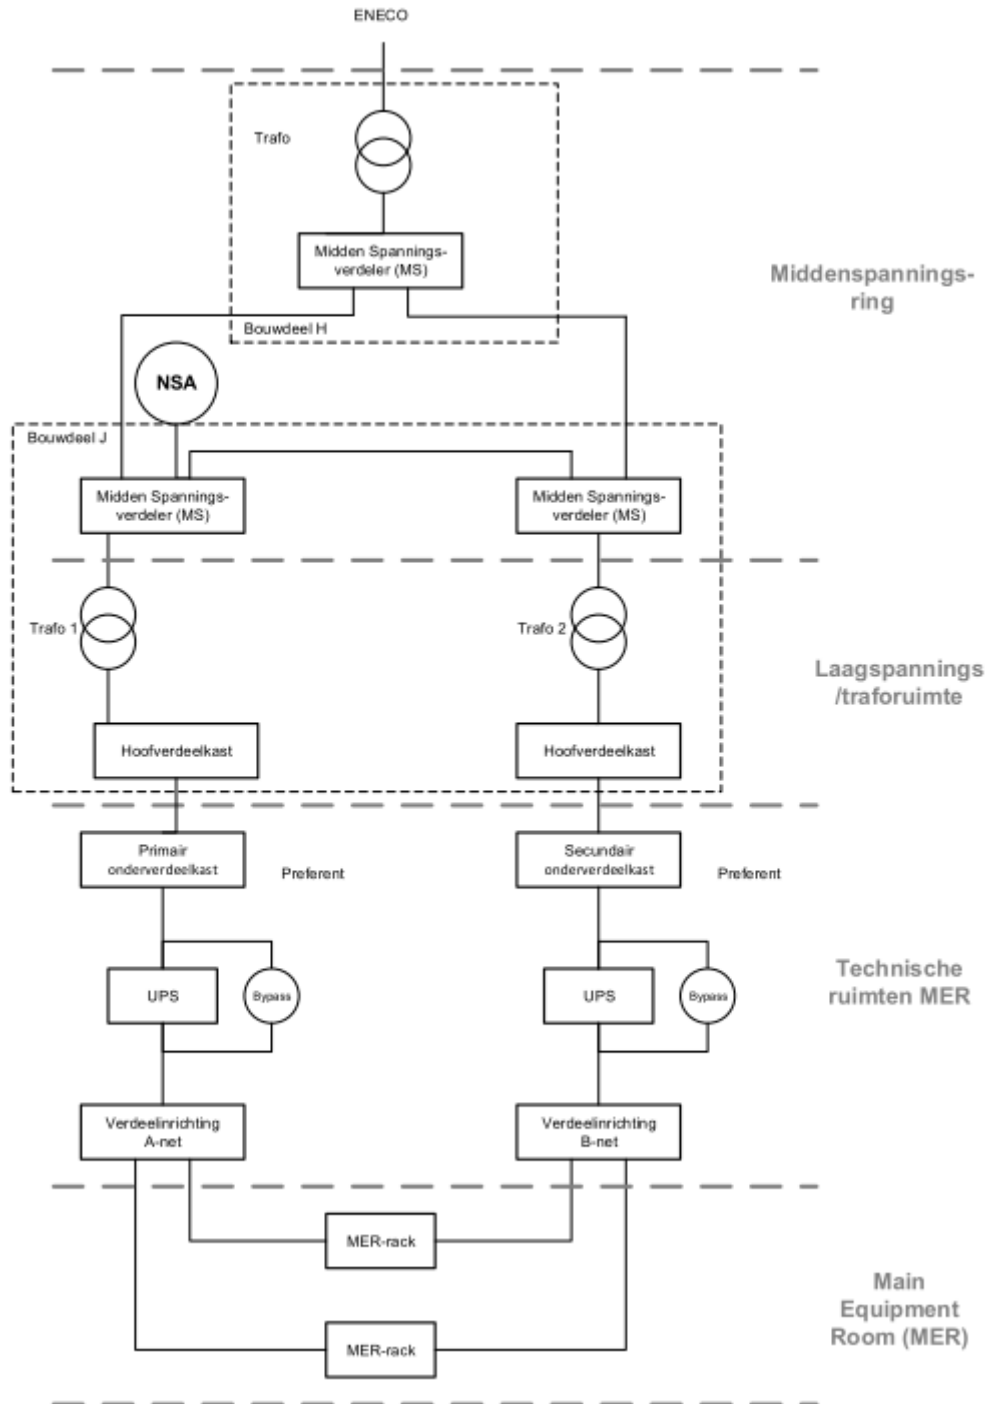 ENECO
Trafo
Midden Spannings-
verdeler (MS)
Middenspannings-
ring
Bouwdeel H
NSA
Bouwdeel J
Midden Spannings-
verdeler (MS)
Midden Spannings-
verdeler (MS)
Trafo 1
Trafo 2
Laagspannings
/traforuimte
Hoofverdeelkast
Hoofverdeelkast
Primair
onderverdeelkast
Preferent
Secundair
onderverdeelkast
Preferent
Technische
ruimten MER
UPS
Bypass
UPS
Bypass
Verdeelinrichting
A-net
Verdeelinrichting
B-net
MER-rack
Main
Equipment
Room (MER)
MER-rack